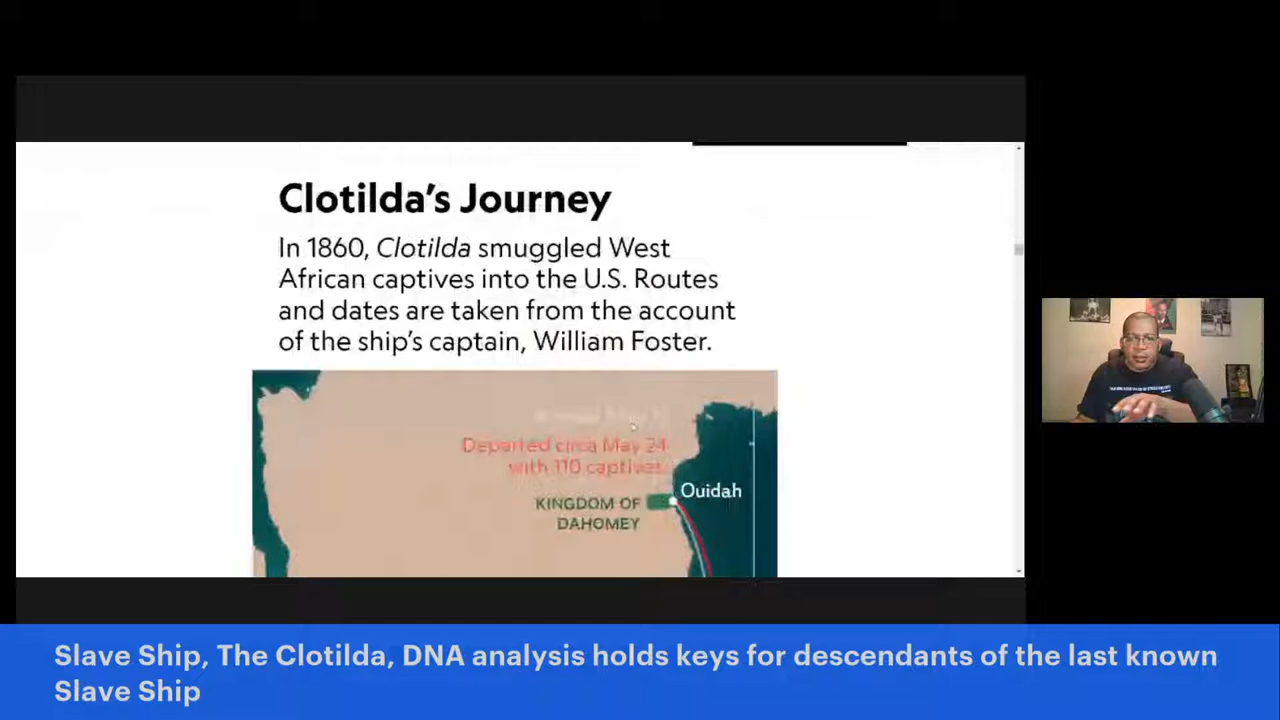 Clotilda’s Journey
In 1860, Clotilda smuggled West
African captives into the U.S. Routes
and dates are taken from the account
of the ship’s captain, William Foster.
Departed circa May 24
with 110 captives
Ouidah
KINGDOM OF
DAHOMEY
Slave Ship, The Clotilda, DNA analysis holds keys for descendants of the last known
Slave Ship